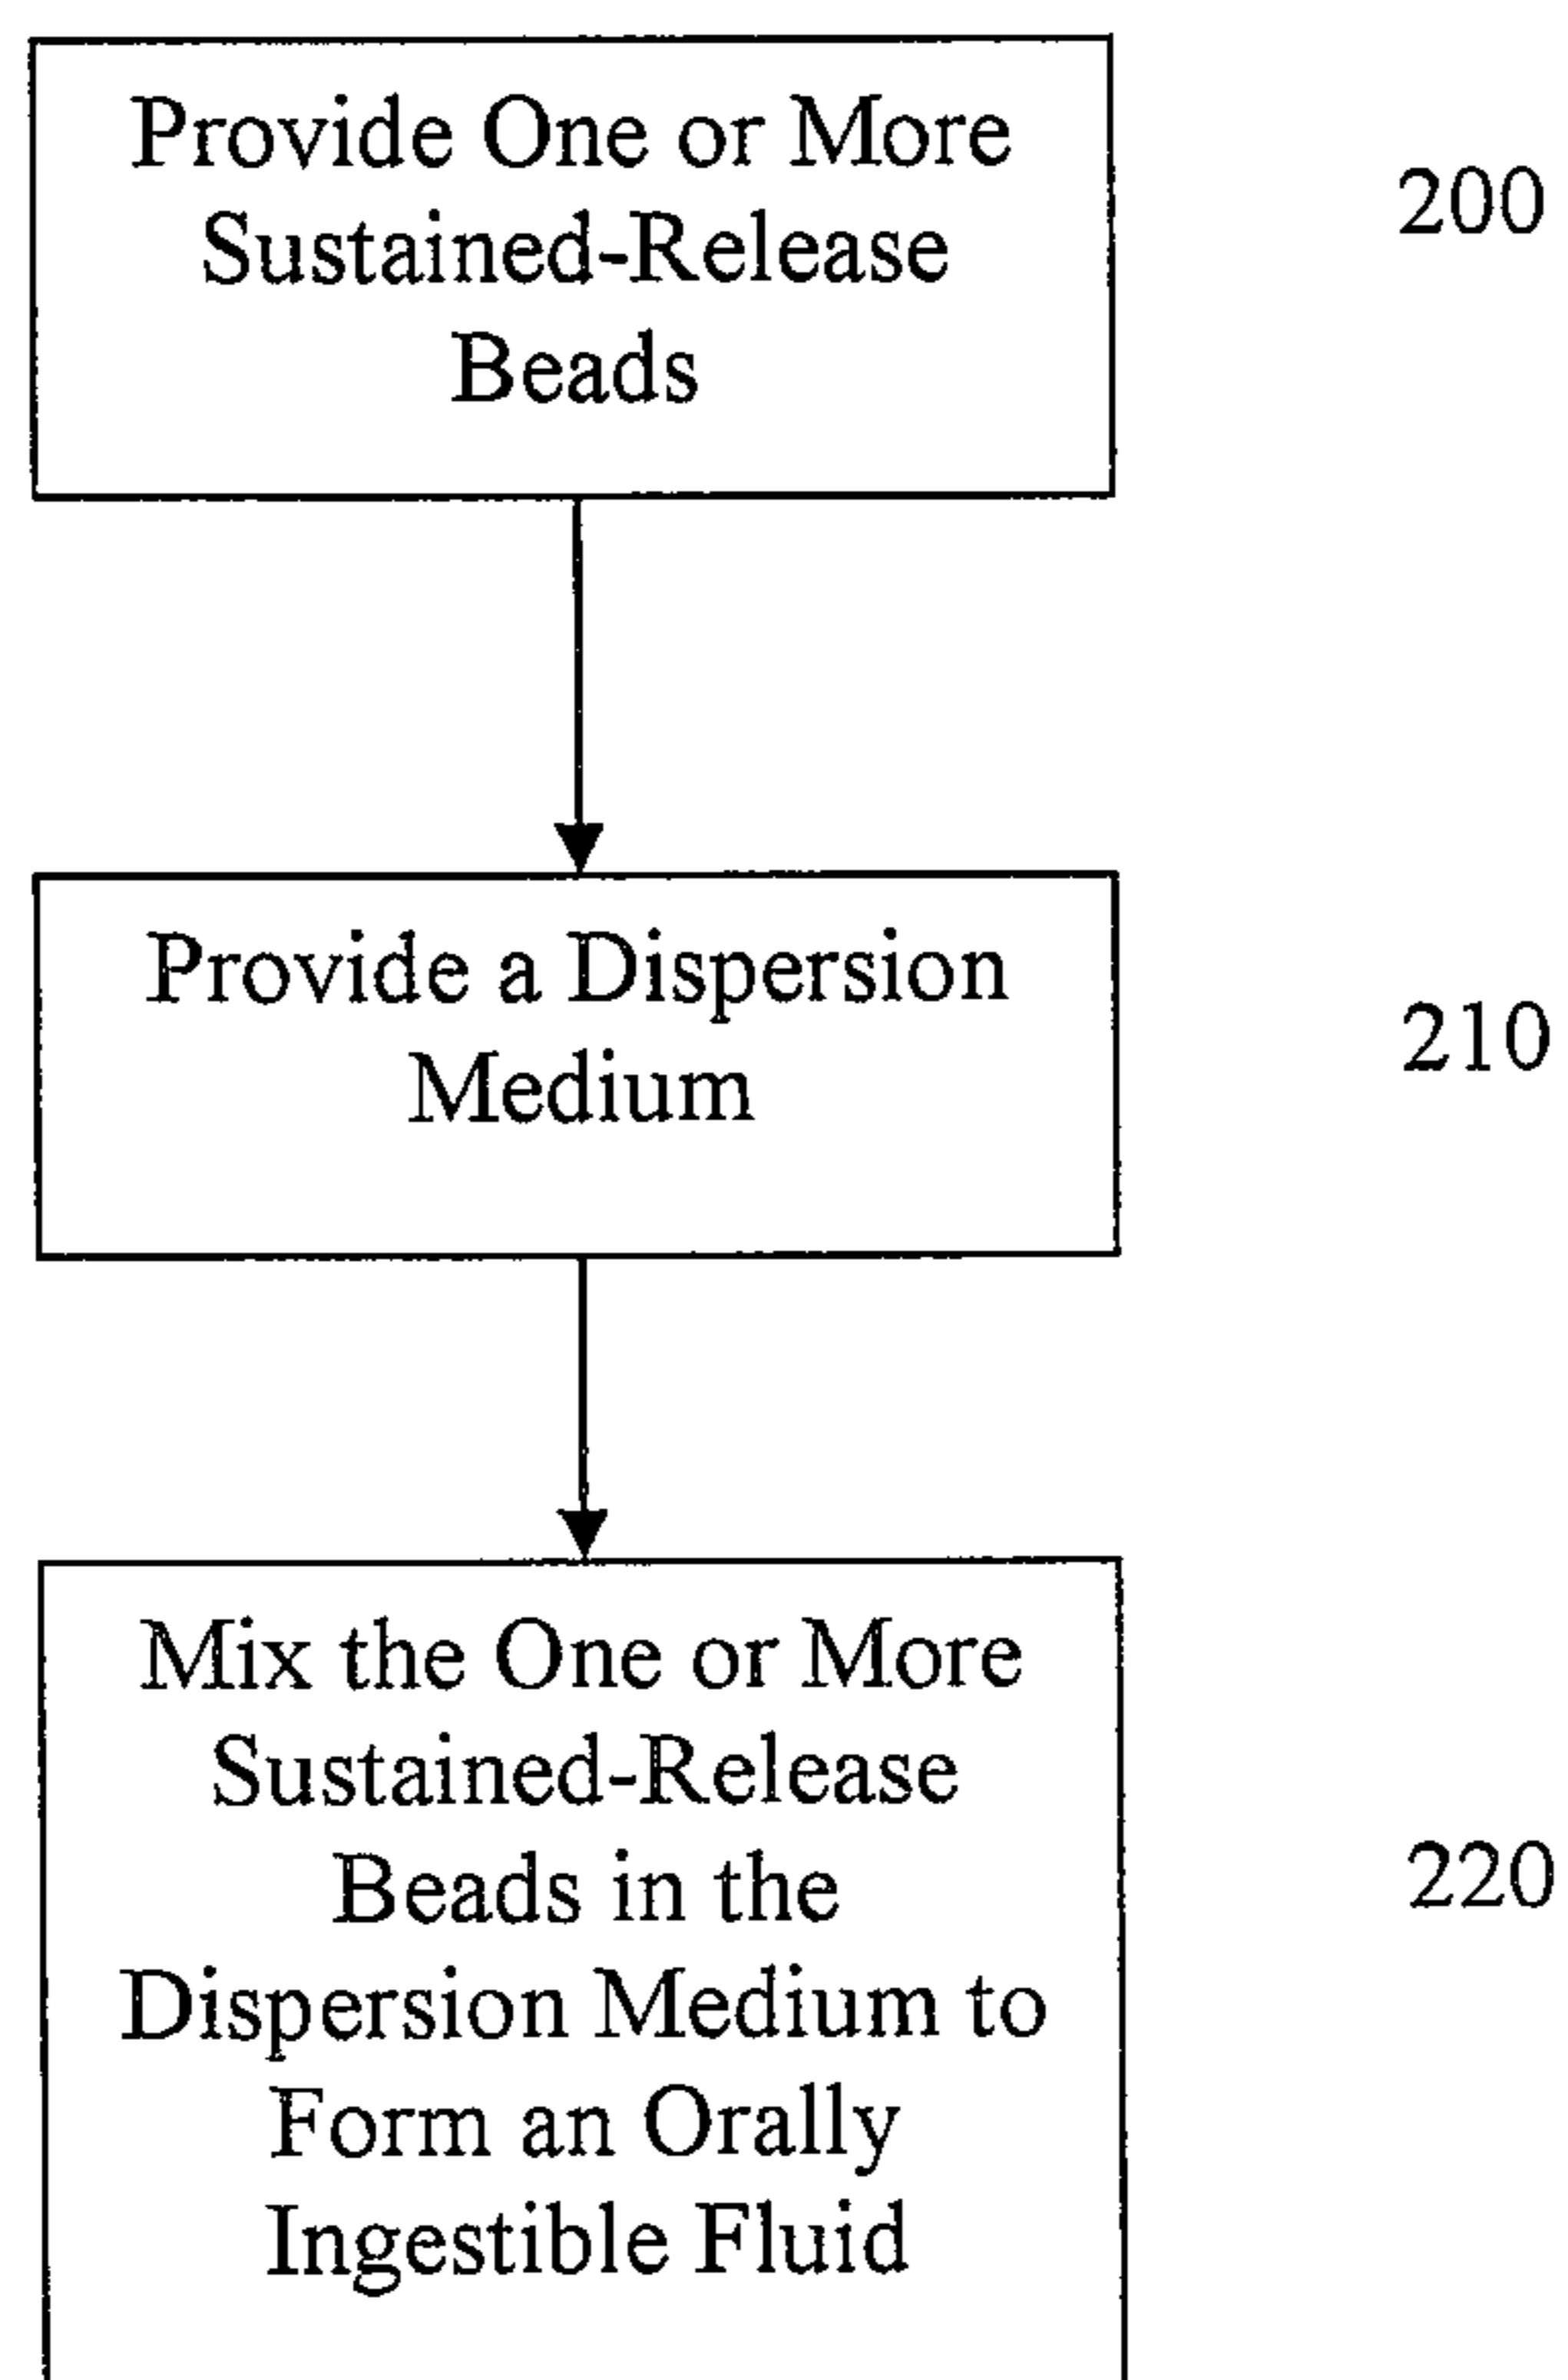 Provide One or More
Sustained-Release
Beads
200
Provide a Dispersion
Medium
210
Mix the One or More
Sustained-Release
Beads in the
Dispersion Medium to
Form an Orally
Ingestible Fluid
220